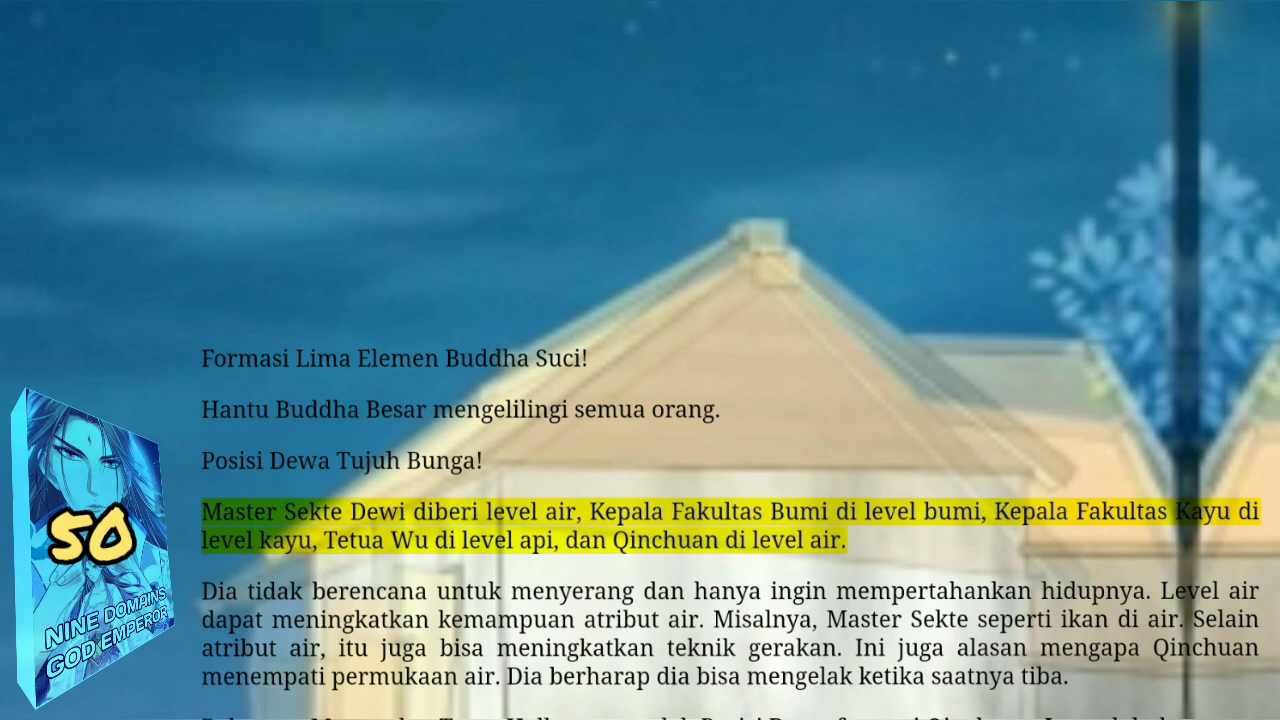 Formasi Lima Elemen Buddha Suci!
Hantu Buddha Besar mengelilingi semua orang.
Posisi Dewa Tujuh Bunga!
Master Sekte Dewi diberi level air, Kepala Fakultas Bumi di level bumi, Kepala Fakultas Kayu di
level kayu, Tetua Wu di level api, dan Qinchuan di level air.
Dia tidak berencana untuk menyerang dan hanya ingin mempertahankan hidupnya. Level air
dapat meningkatkan kemampuan atribut air. Misalnya, Master Sekte seperti ikan di air. Selain
atribut air, itu juga bisa meningkatkan teknik gerakan. Ini juga alasan mengapa Qinchuan
menempati permukaan air. Dia berharap dia bisa mengelak ketika saatnya tiba.
50
NINE DOMAINS
GOD EMPEROR